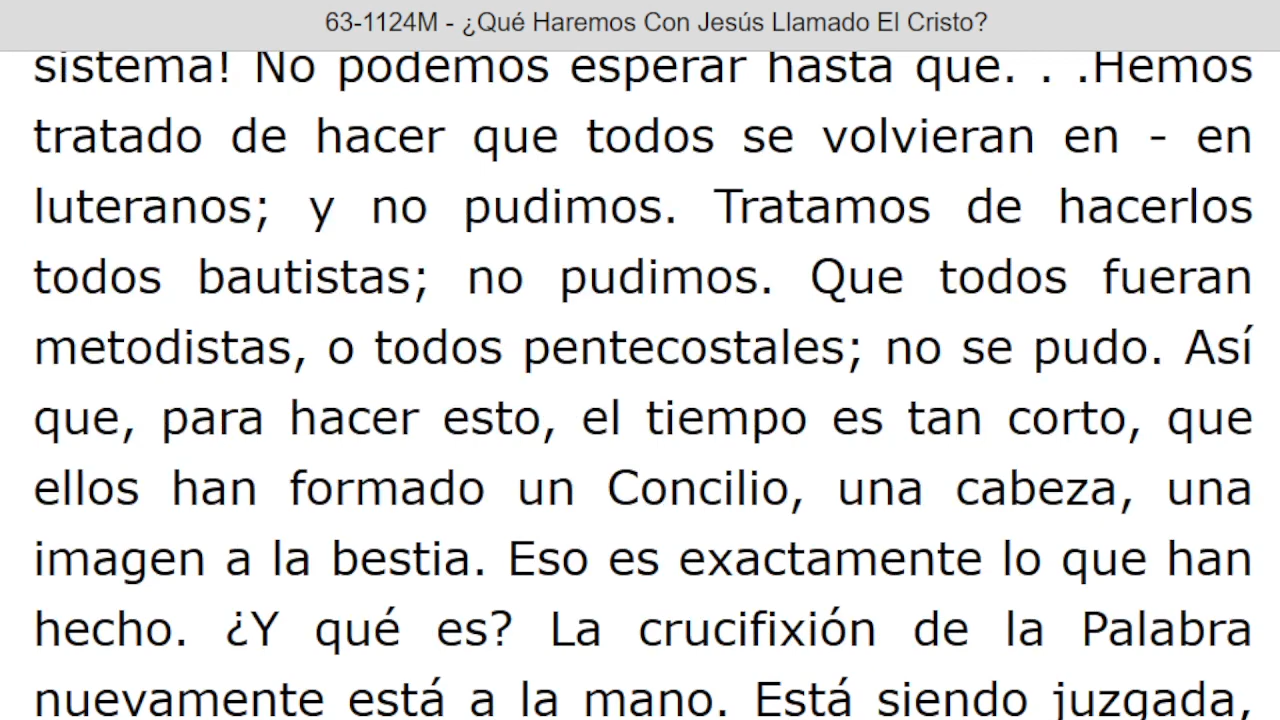 63-1124M - ¿Qué Haremos Con Jesús Llamado El Cristo?
sistema! No podemos esperar hasta que. . .Hemos
tratado de hacer que todos se volvieran en - en
luteranos; y no pudimos. Tratamos de hacerlos
todos bautistas; no pudimos. Que todos fueran
metodistas, o todos pentecostales; no se pudo. Así
que, para hacer esto, el tiempo es tan corto, que
ellos han formado un Concilio, una cabeza, una
imagen a la bestia. Eso es exactamente lo que han
hecho. ¿Y qué es? La crucifixión de la Palabra
nuevamente está a la mano. Está siendo juzgada,